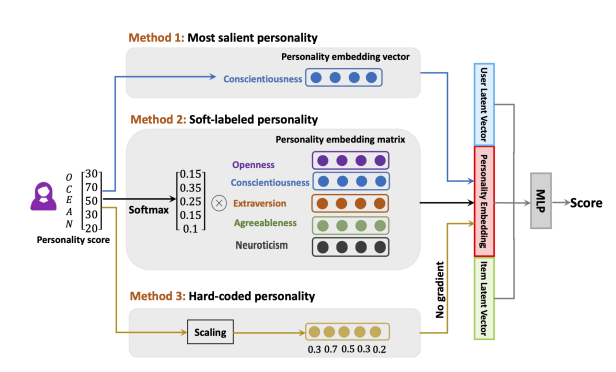 Method 1: Most salient personality
Personality embedding vector
Conscientiousness
Method 2: Soft-labeled personality
Personality embedding matrix
O
C
E
A
N
30
70
50
30
20
Personality score
Softmax
0.15
0.35
0.25
0.15
0.1
Openness
Conscientiousness
Extraversion
Agreeableness
Neuroticism
Method 3: Hard-coded personality
Scaling
0.3 0.7 0.5 0.3 0.2
No gradient
User Latent Vector
Personality Embedding
Item Latent Vector
MLP
Score